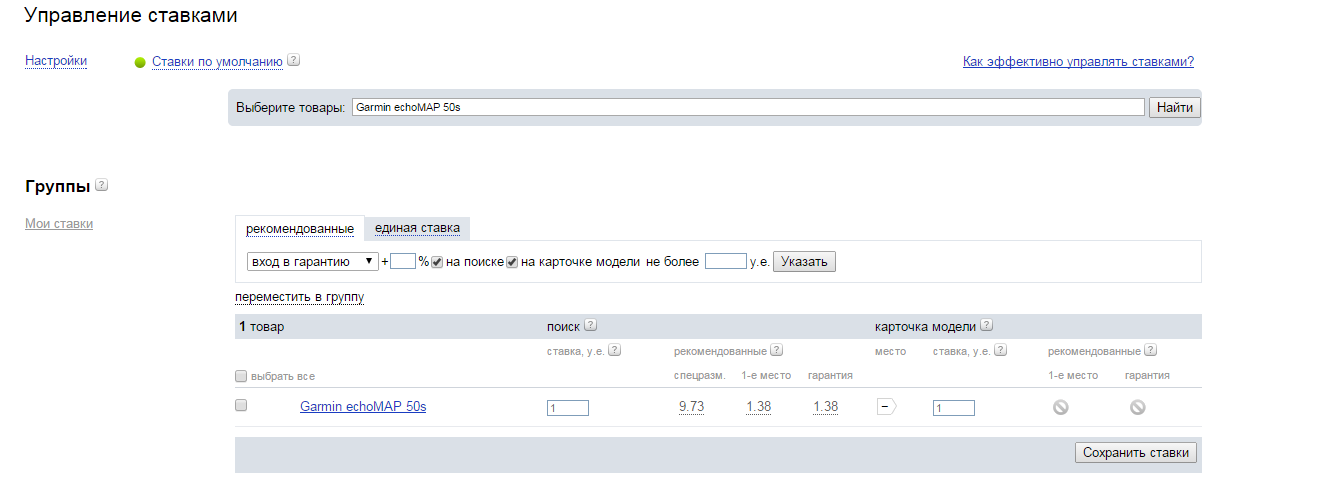 Управление ставками
Настройки Ставки по умолчанию ? Как эффективно управлять ставками?
Выберите товары: Garmin echoMAP 50s Найти
Группы ?
Мои ставки
рекомендованные единая ставка
вход в гарантию + % на поиске на карточке модели не более у.е. Указать
переместить в группу
1 товар поиск ? карточка модели ?
ставка, у.е. ? рекомендованные ? место ставка, у.е. ? рекомендованные ?
выбрать все спецразм. 1-е место гарантия 1-е место гарантия
Garmin echoMAP 50s 1 9.73 1.38 1.38 – 1
Сохранить ставки